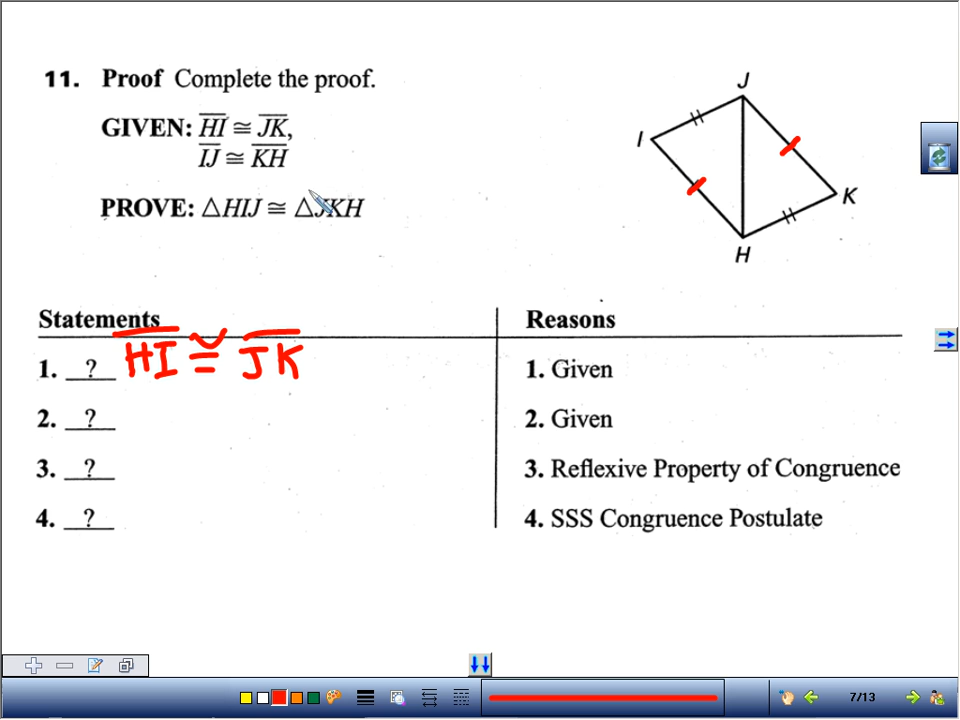 11. Proof Complete the proof.
GIVEN: HI ≅ JK,
IJ ≅ KH
PROVE: △HIJ ≅ △JKH
J
I
K
H
Statements
Reasons
1. ? HI ≅ JK
1. Given
2. ?
2. Given
3. ?
3. Reflexive Property of Congruence
4. ?
4. SSS Congruence Postulate
7/13